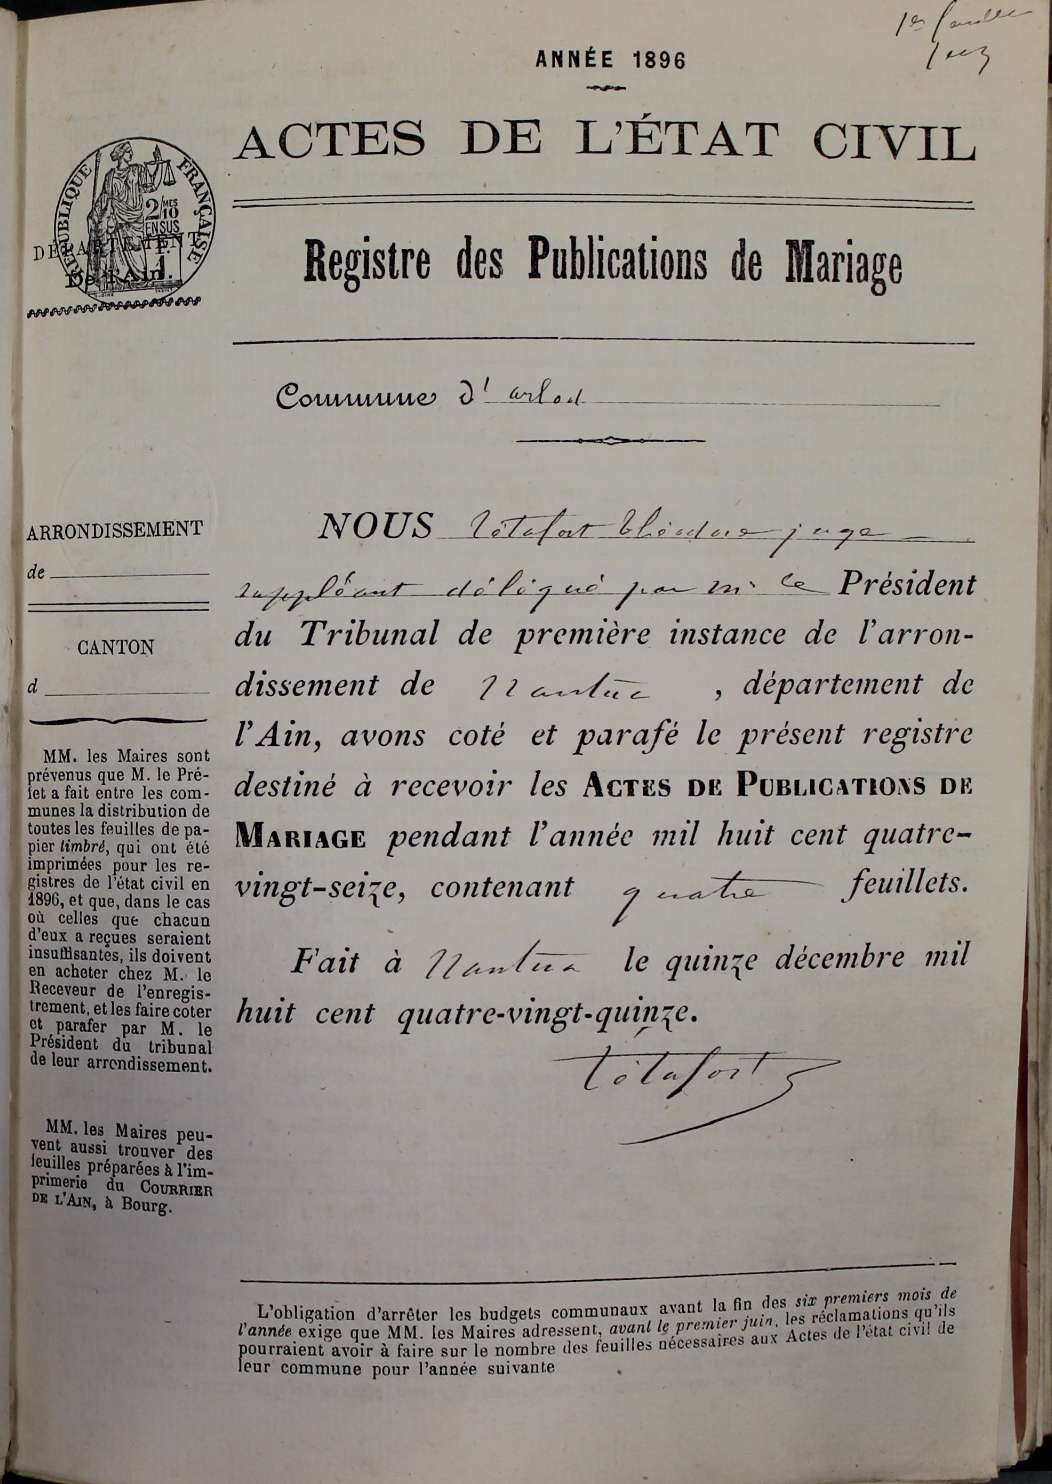 1er feuillet
ANNÉE 1896
ACTES DE L'ÉTAT CIVIL
Registre des Publications de Mariage
RÉPUBLIQUE FRANÇAISE
2/10 MES
EN SUS
1 F.
DÉPARTEMENT
De l'Ain.
Commune d'arlod
ARRONDISSEMENT
de
CANTON
d
MM. les Maires sont
prévenus que M. le Pré-
fet a fait entre les com-
munes la distribution de
toutes les feuilles de pa-
pier timbré, qui ont été
imprimées pour les re-
gistres de l'état civil en
1896, et que, dans le cas
où celles que chacun
d'eux a reçues seraient
insuffisantes, ils doivent
en acheter chez M. le
Receveur de l'enregis-
trement, et les faire coter
et parafer par M. le
Président du tribunal
de leur arrondissement.
MM. les Maires peu-
vent aussi trouver des
feuilles préparées à l'im-
primerie du COURRIER
DE L'AIN, à Bourg.
NOUS Tétafort théodore juge
suppléant délégué par mr le Président
du Tribunal de première instance de l'arron-
dissement de Nantua, département de
l'Ain, avons coté et parafé le présent registre
destiné à recevoir les ACTES DE PUBLICATIONS DE
MARIAGE pendant l'année mil huit cent quatre-
vingt-seize, contenant quatre feuillets.
Fait à Nantua le quinze décembre mil
huit cent quatre-vingt-quinze.
Tétafort
L'obligation d'arrêter les budgets communaux avant la fin des six premiers mois de
l'année exige que MM. les Maires adressent, avant le premier juin, les réclamations qu'ils
pourraient avoir à faire sur le nombre des feuilles nécessaires aux Actes de l'état civil de
leur commune pour l'année suivante